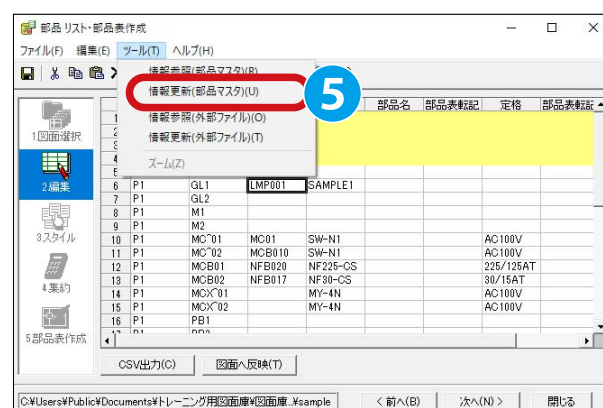 部品 リスト・部品表作成
ファイル(F) 編集(E) ツール(T) ヘルプ(H)
情報参照(部品マスタ)(R)
情報更新(部品マスタ)(U)
情報参照(外部ファイル)(O)
情報更新(外部ファイル)(T)
ズーム(Z)
5
部品名 部品表転記 定格 部品表転記
1.図面選択
2.編集
3.スタイル
4.集約
5.部品表作成
1
2
3
4
5
6 P1 GL1 LMP001 SAMPLE1
7 P1 GL2
8 P1 M1
9 P1 M2
10 P1 MC^01 MC01 SW-N1 AC100V
11 P1 MC^02 MCB010 SW-N1 AC100V
12 P1 MCB01 NFB020 NF225-CS 225/125AT
13 P1 MCB02 NFB017 NF30-CS 30/15AT
14 P1 MCX^01 MY-4N AC100V
15 P1 MCX^02 MY-4N AC100V
16 P1 PB1
17 P1 PB2
CSV出力(C) 図面へ反映(T)
C:¥Users¥Public¥Documents¥トレーニング用図面庫¥図面庫_¥sample < 前へ(B) 次へ(N) > 閉じる